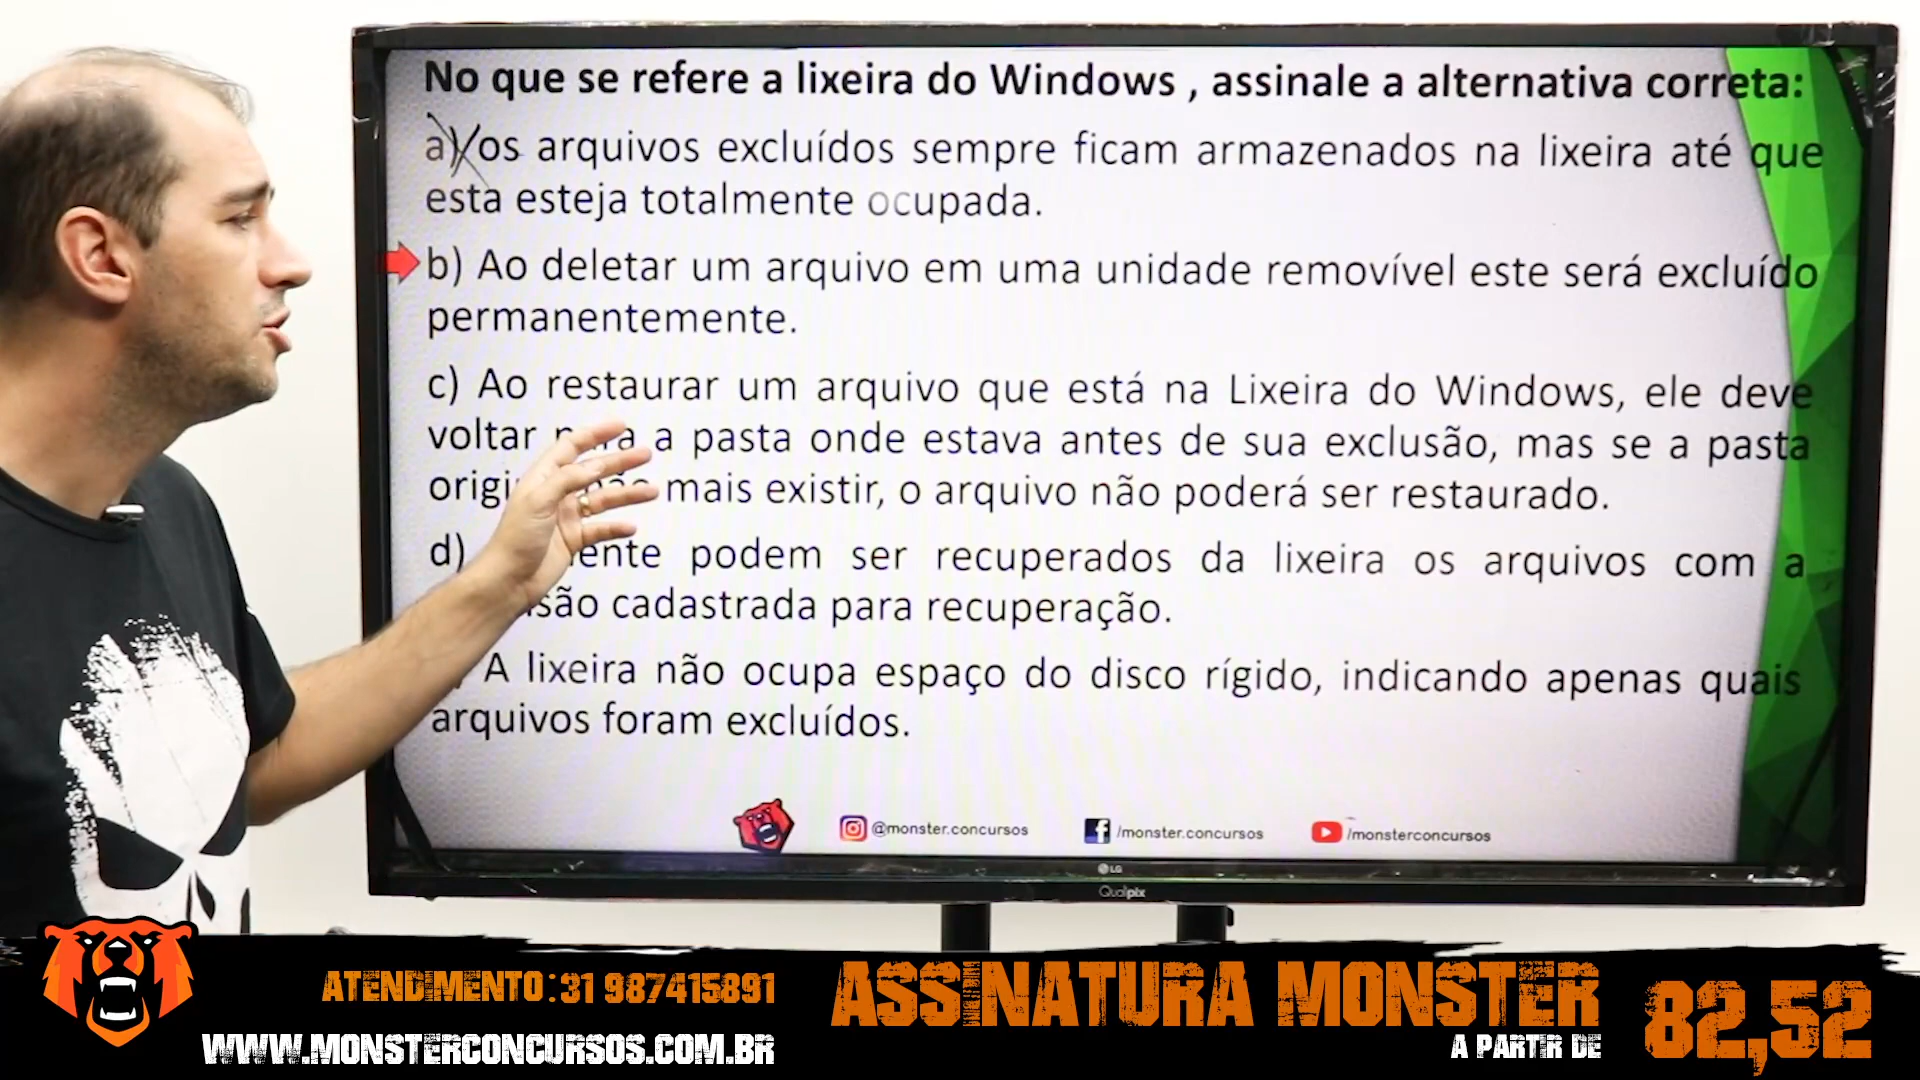 No que se refere a lixeira do Windows , assinale a alternativa correta:
a) os arquivos excluídos sempre ficam armazenados na lixeira até que
esta esteja totalmente ocupada.
b) Ao deletar um arquivo em uma unidade removível este será excluído
permanentemente.
c) Ao restaurar um arquivo que está na Lixeira do Windows, ele deve
voltar para a pasta onde estava antes de sua exclusão, mas se a pasta
mais existir, o arquivo não poderá ser restaurado.
d) podem ser recuperados da lixeira os arquivos com a
cadastrada para recuperação.
A lixeira não ocupa espaço do disco rígido, indicando apenas quais
arquivos foram excluídos.
@monster.concursos /monster.concursos /monsterconcursos
LG
Qualpix
ATENDIMENTO: 31 987415891
WWW.MONSTERCONCURSOS.COM.BR
ASSINATURA MONSTER
A PARTIR DE
82,52